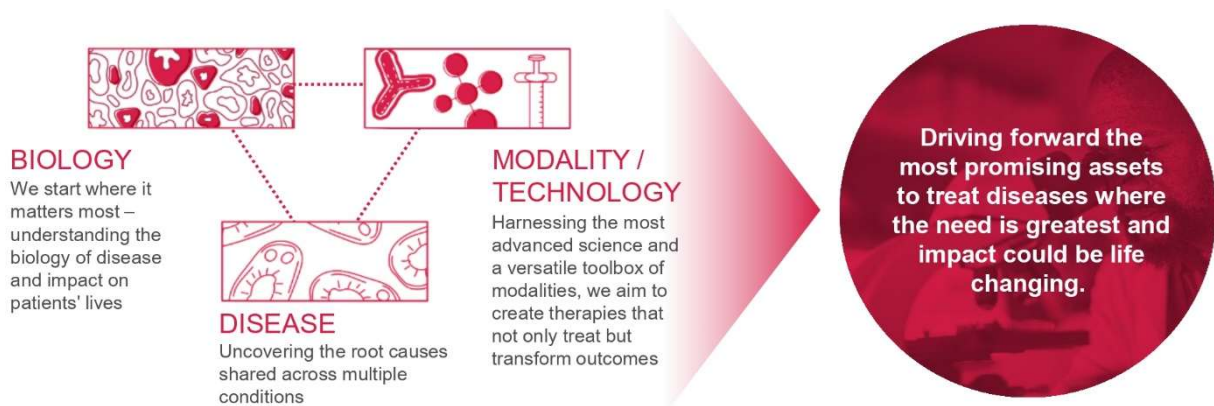 BIOLOGY
We start where it
matters most –
understanding the
biology of disease
and impact on
patients' lives
DISEASE
Uncovering the root causes
shared across multiple
conditions
MODALITY /
TECHNOLOGY
Harnessing the most
advanced science and
a versatile toolbox of
modalities, we aim to
create therapies that
not only treat but
transform outcomes
Driving forward the
most promising assets
to treat diseases where
the need is greatest and
impact could be life
changing.